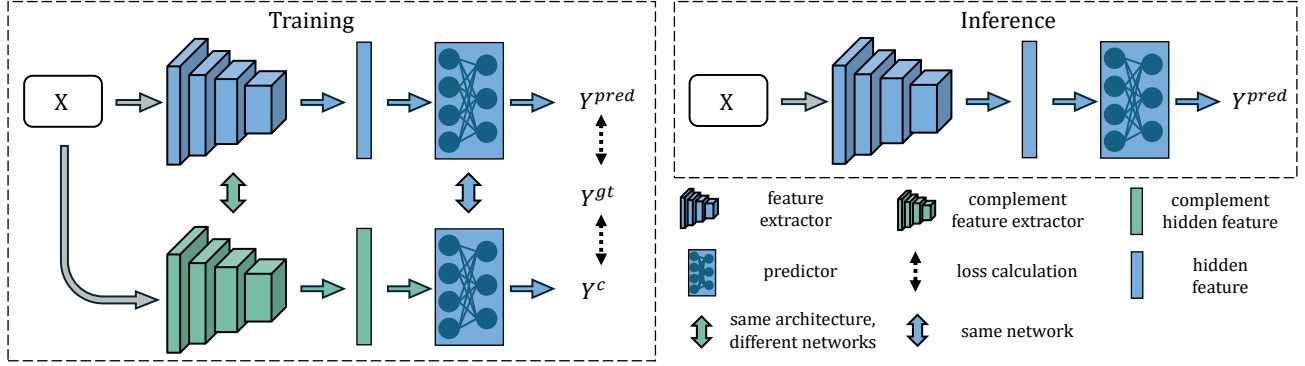 Training
X
Y^{pred}
Y^{gt}
Y^{c}
Inference
X
Y^{pred}
feature
extractor
complement
feature extractor
complement
hidden feature
predictor
loss calculation
hidden
feature
same architecture,
different networks
same network